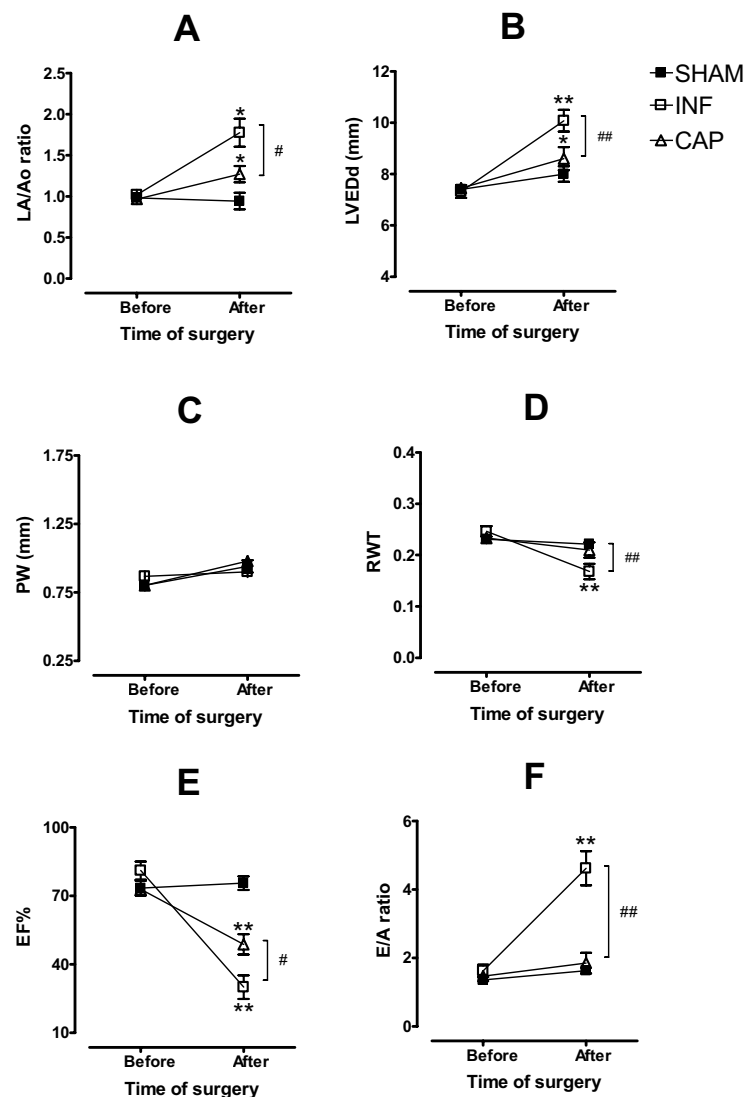 A
B
SHAM
INF
CAP
LA/Ao ratio
2.5
2.0
1.5
1.0
0.5
0.0
*
*
#
Before
After
Time of surgery
LVEDd (mm)
12
10
8
6
4
**
*
##
Before
After
Time of surgery
C
D
PW (mm)
1.75
1.25
0.75
0.25
Before
After
Time of surgery
RWT
0.4
0.3
0.2
0.1
0.0
##
**
Before
After
Time of surgery
E
F
EF%
100
70
40
10
**
#
**
Before
After
Time of surgery
E/A ratio
6
4
2
0
**
##
Before
After
Time of surgery